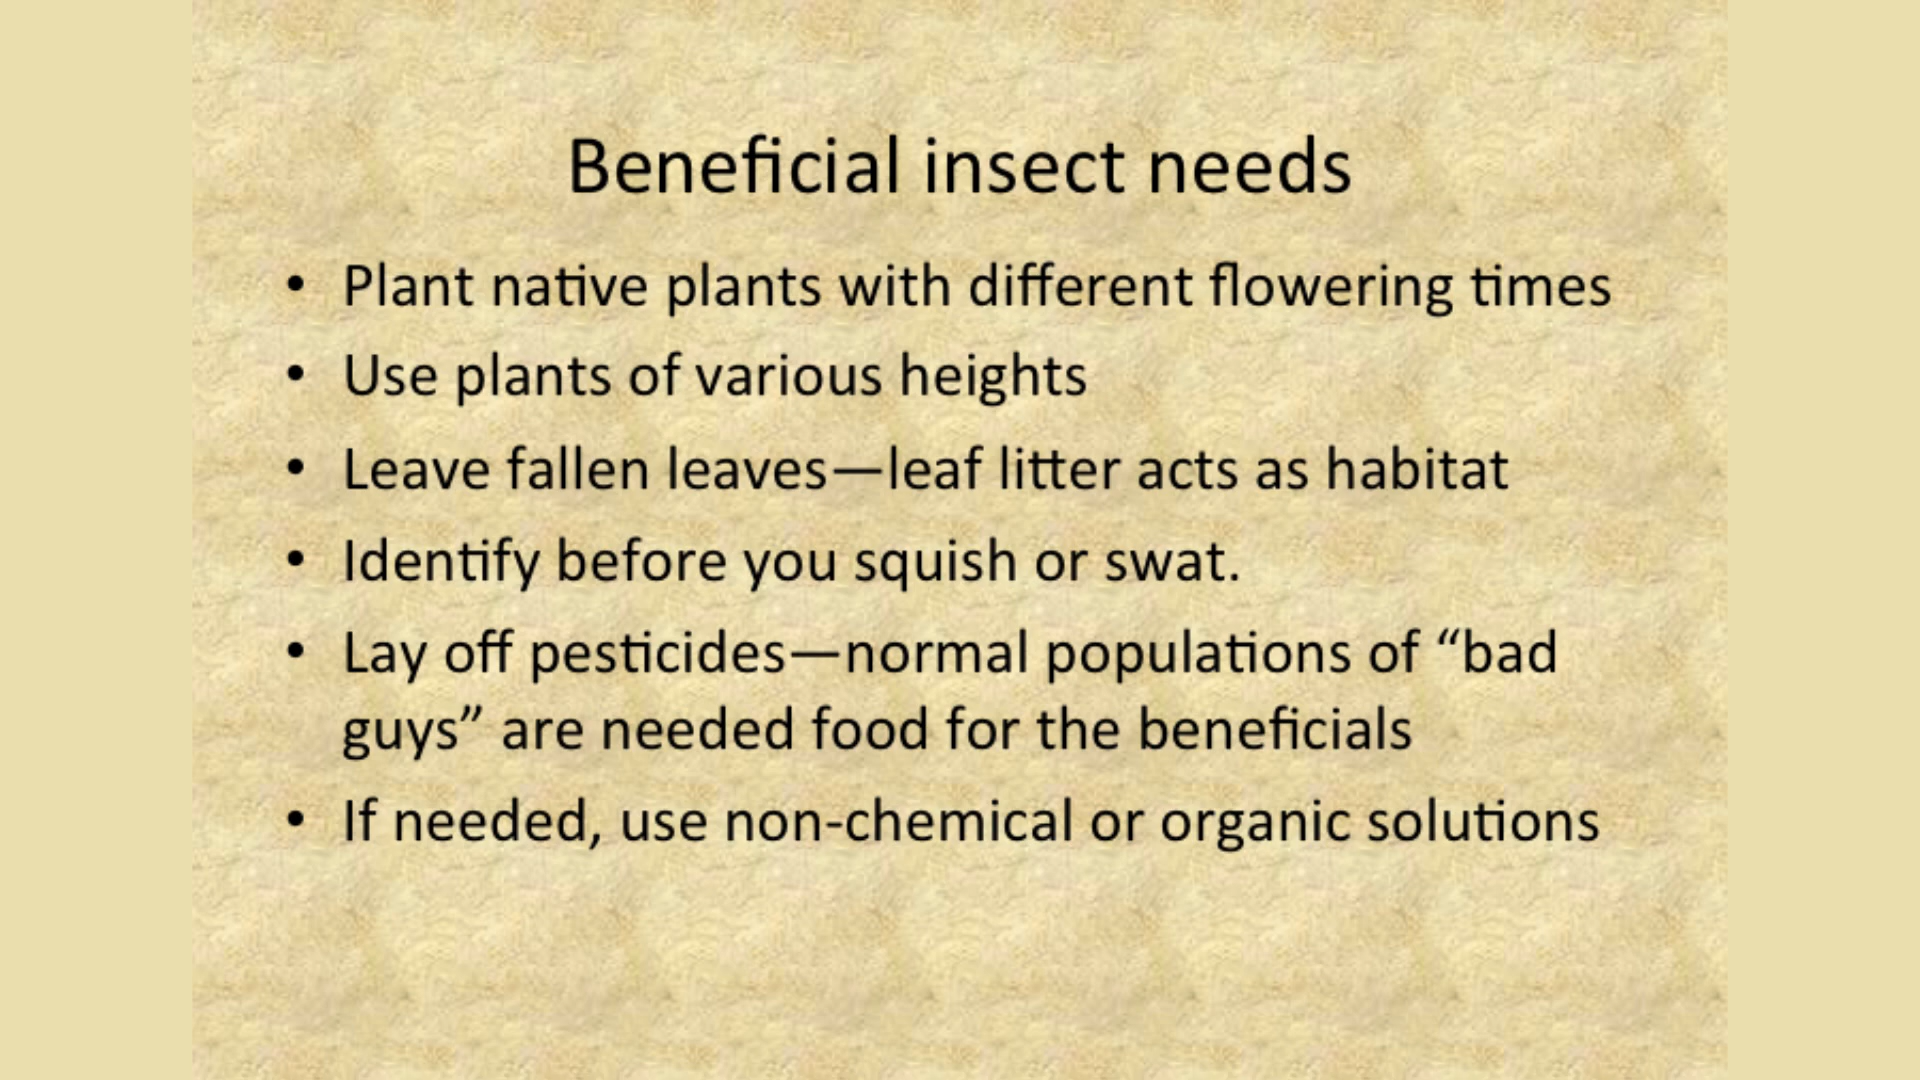 Beneficial insect needs
• Plant native plants with different flowering times
• Use plants of various heights
• Leave fallen leaves—leaf litter acts as habitat
• Identify before you squish or swat.
• Lay off pesticides—normal populations of “bad
guys” are needed food for the beneficials
• If needed, use non-chemical or organic solutions